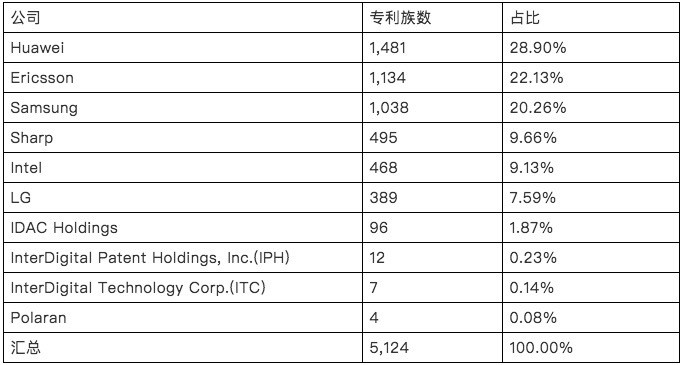 公司 专利族数 占比
Huawei 1,481 28.90%
Ericsson 1,134 22.13%
Samsung 1,038 20.26%
Sharp 495 9.66%
Intel 468 9.13%
LG 389 7.59%
IDAC Holdings 96 1.87%
InterDigital Patent Holdings, Inc.(IPH) 12 0.23%
InterDigital Technology Corp.(ITC) 7 0.14%
Polaran 4 0.08%
汇总 5,124 100.00%